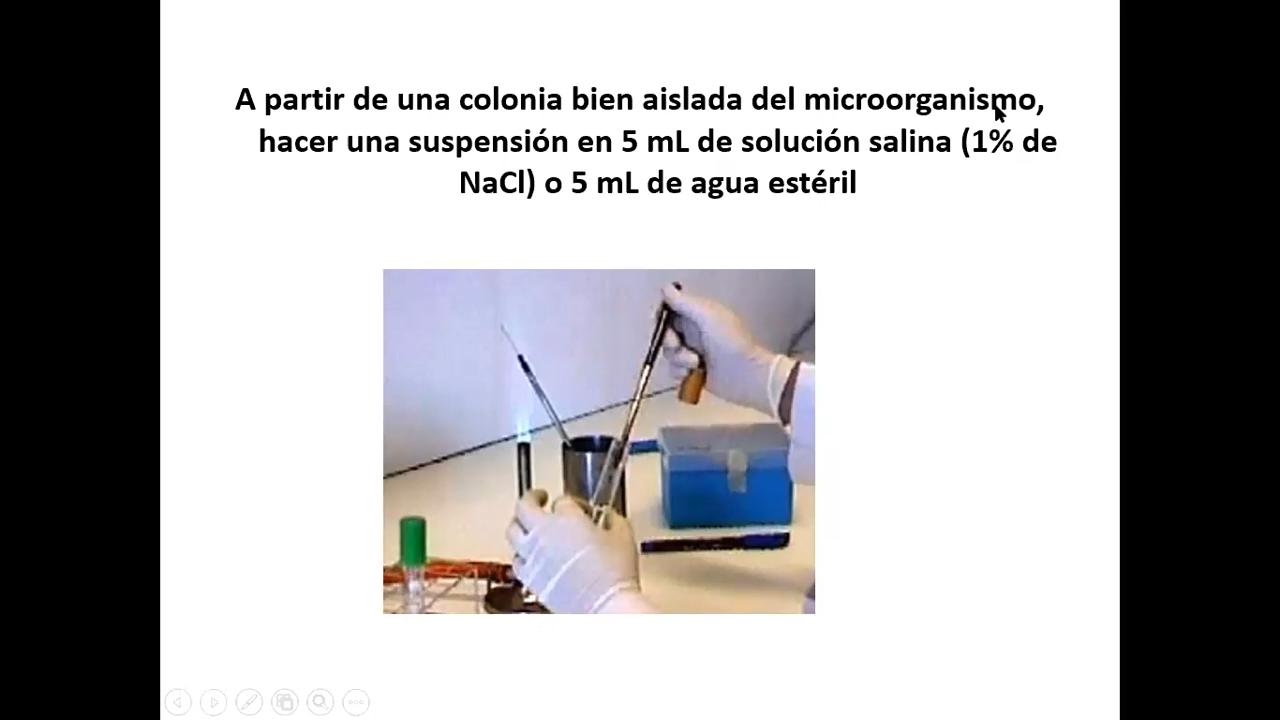 A partir de una colonia bien aislada del microorganismo,
hacer una suspensión en 5 mL de solución salina (1% de
NaCl) o 5 mL de agua estéril